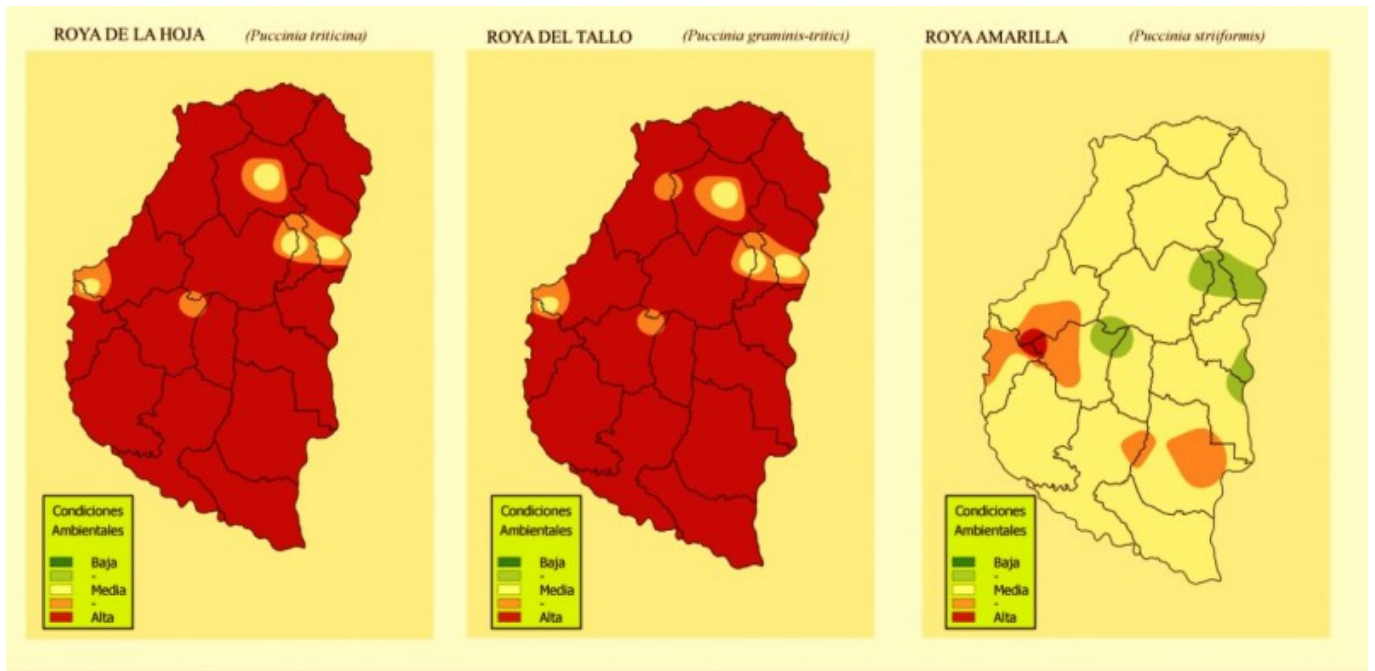 ROYA DE LA HOJA (Puccinia triticina)
Condiciones
Ambientales
Baja
-
Media
-
Alta
ROYA DEL TALLO (Puccinia graminis-tritici)
Condiciones
Ambientales
Baja
-
Media
-
Alta
ROYA AMARILLA (Puccinia striiformis)
Condiciones
Ambientales
Baja
-
Media
-
Alta